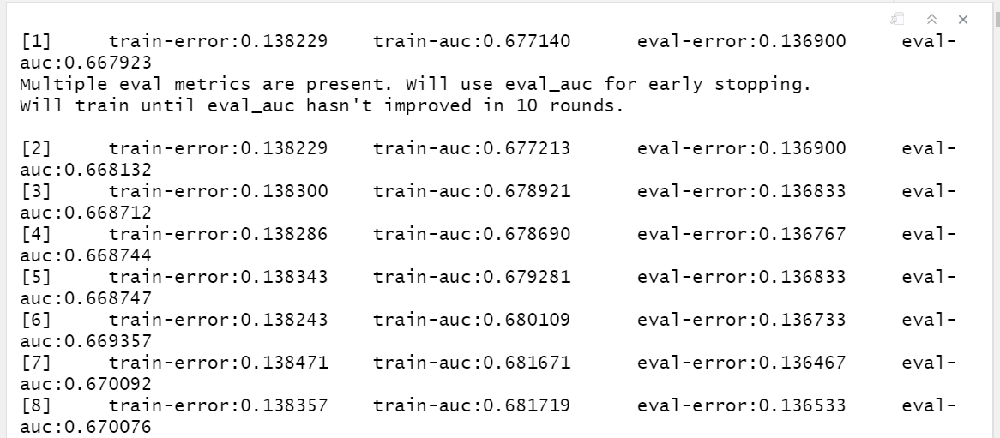 [1] train-error:0.138229 train-auc:0.677140 eval-error:0.136900 eval-
auc:0.667923
Multiple eval metrics are present. Will use eval_auc for early stopping.
Will train until eval_auc hasn't improved in 10 rounds.
[2] train-error:0.138229 train-auc:0.677213 eval-error:0.136900 eval-
auc:0.668132
[3] train-error:0.138300 train-auc:0.678921 eval-error:0.136833 eval-
auc:0.668712
[4] train-error:0.138286 train-auc:0.678690 eval-error:0.136767 eval-
auc:0.668744
[5] train-error:0.138343 train-auc:0.679281 eval-error:0.136833 eval-
auc:0.668747
[6] train-error:0.138243 train-auc:0.680109 eval-error:0.136733 eval-
auc:0.669357
[7] train-error:0.138471 train-auc:0.681671 eval-error:0.136467 eval-
auc:0.670092
[8] train-error:0.138357 train-auc:0.681719 eval-error:0.136533 eval-
auc:0.670076